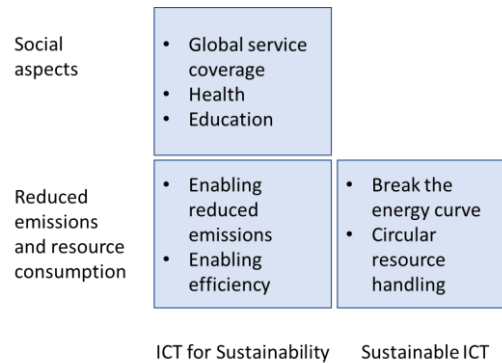 Social
aspects
• Global service
coverage
• Health
• Education
Reduced
emissions
and resource
consumption
• Enabling
reduced
emissions
• Enabling
efficiency
• Break the
energy curve
• Circular
resource
handling
ICT for Sustainability
Sustainable ICT